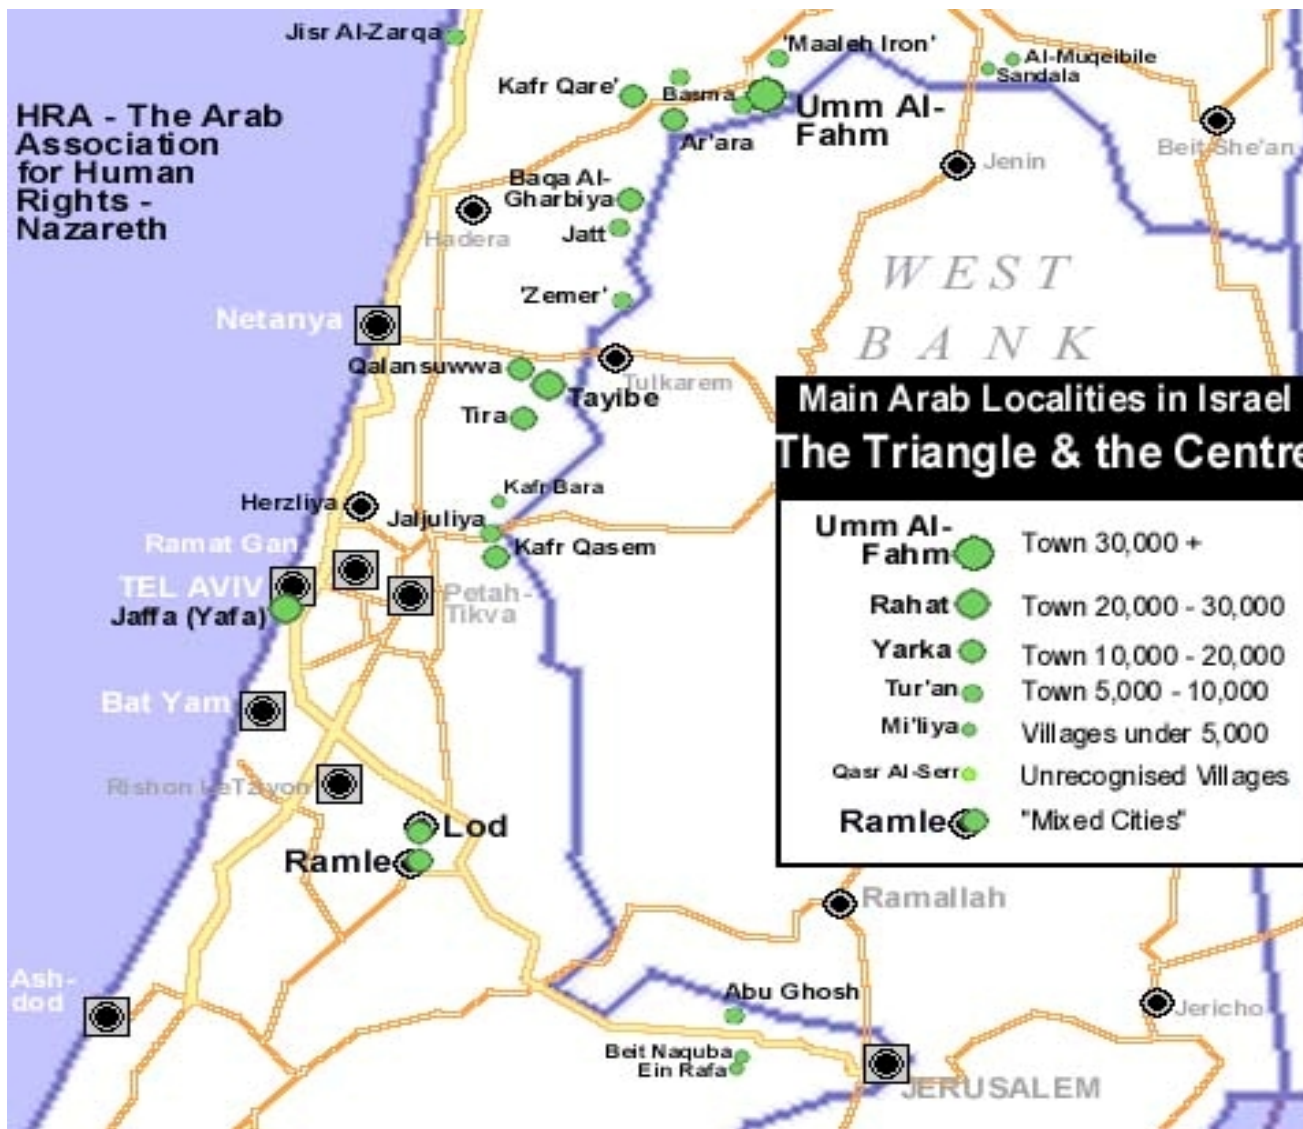 Jisr Al-Zarqa
'Maaleh Iron'
Al-Muqeibile
Sandala
Kafr Qare'
Basma
Umm Al-
Fahm
Ar'ara
HRA - The Arab
Association
for Human
Rights -
Nazareth
Beit She'an
Jenin
Baqa Al-
Gharbiya
Jatt
Hadera
WEST
BANK
'Zemer'
Netanya
Qalansuwwa
Tulkarem
Tayibe
Tira
Main Arab Localities in Israel
The Triangle & the Centre
Kafr Bara
Herzliya
Jaljuliya
Kafr Qasem
Ramat Gan
TEL AVIV
Jaffa (Yafa)
Petah-
Tikva
Umm Al-
Fahm
Town 30,000 +
Rahat
Town 20,000 - 30,000
Yarka
Town 10,000 - 20,000
Tur'an
Town 5,000 - 10,000
Mi'liya
Villages under 5,000
Qasr Al-Serr
Unrecognised Villages
Ramle
"Mixed Cities"
Bat Yam
Rishon LeTziyon
Lod
Ramle
Ramallah
Ash-
dod
Abu Ghosh
Jericho
Beit Naquba
Ein Rafa
JERUSALEM